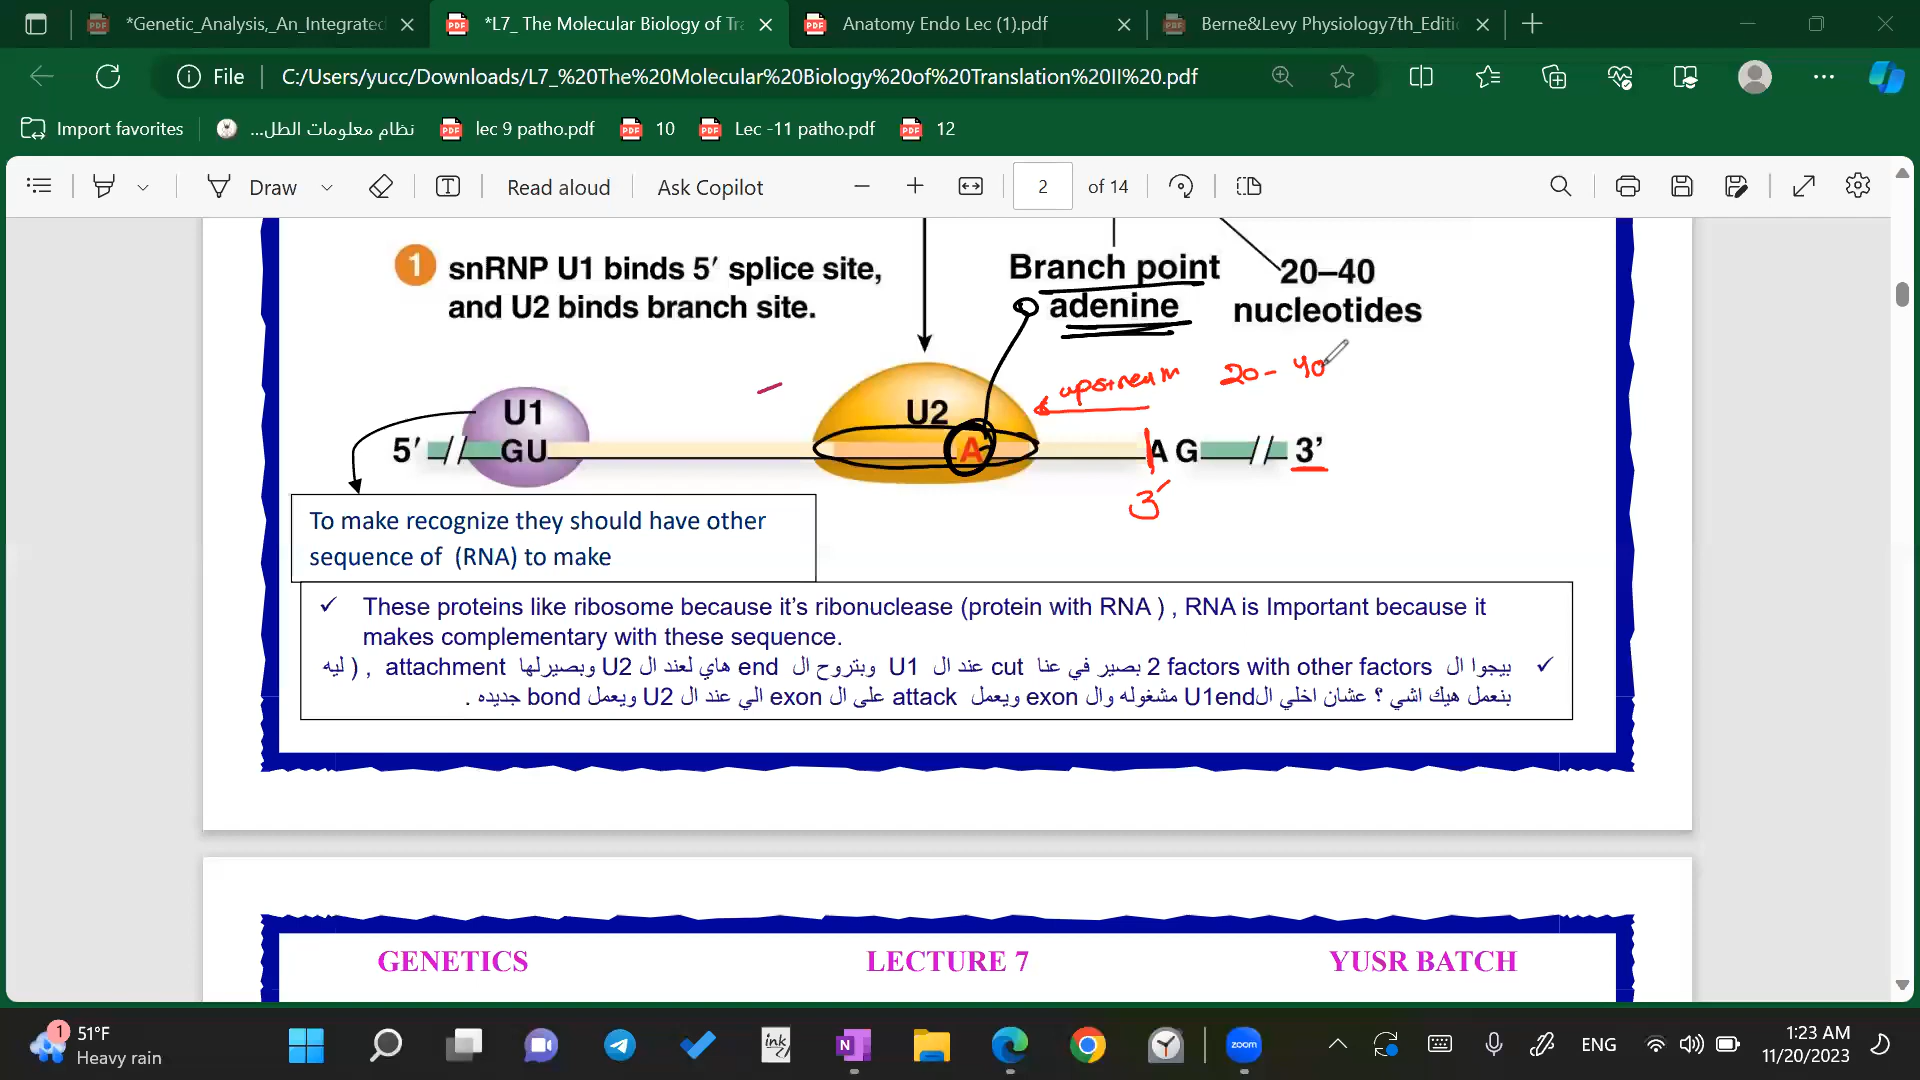 *Genetic_Analysis,_An_Integrated
*L7_ The Molecular Biology of Tra
Anatomy Endo Lec (1).pdf
Berne&Levy Physiology7th_Editi
File
C:/Users/yucc/Downloads/L7_%20The%20Molecular%20Biology%20of%20Translation%20II%20.pdf
Import favorites
نظام معلومات الطل...
lec 9 patho.pdf
10
Lec -11 patho.pdf
12
Draw
Read aloud
Ask Copilot
2
of 14
1
snRNP U1 binds 5′ splice site,
and U2 binds branch site.
Branch point
adenine
20–40
nucleotides
upstream
20 - 40
U1
U2
5′
GU
A
A G
3’
3′
To make recognize they should have other
sequence of (RNA) to make
✓ These proteins like ribosome because it’s ribonuclease (protein with RNA ) , RNA is Important because it
makes complementary with these sequence.
✓ بيجوا ال 2 factors with other factors بصير في عنا cut عند ال U1 وبتروح ال end هاي لعند ال U2 وبصيرلها attachment , ( ليه
بنعمل هيك اشي ؟ عشان اخلي الU1end مشغوله وال exon ويعمل attack على ال exon الي عند ال U2 ويعمل bond جديده .
GENETICS
LECTURE 7
YUSR BATCH
1
51°F
Heavy rain
ink
N
zoom
ENG
1:23 AM
11/20/2023